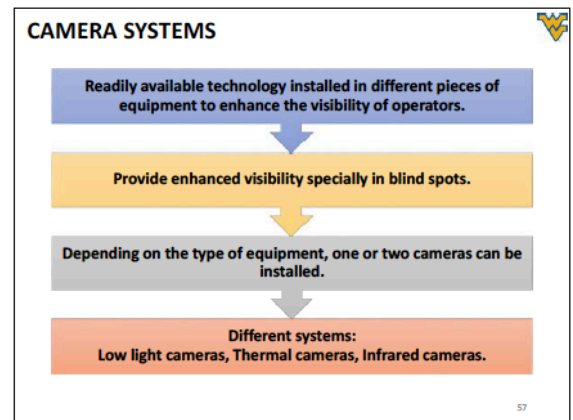 CAMERA SYSTEMS
Readily available technology installed in different pieces of
equipment to enhance the visibility of operators.
Provide enhanced visibility specially in blind spots.
Depending on the type of equipment, one or two cameras can be
installed.
Different systems:
Low light cameras, Thermal cameras, Infrared cameras.
57